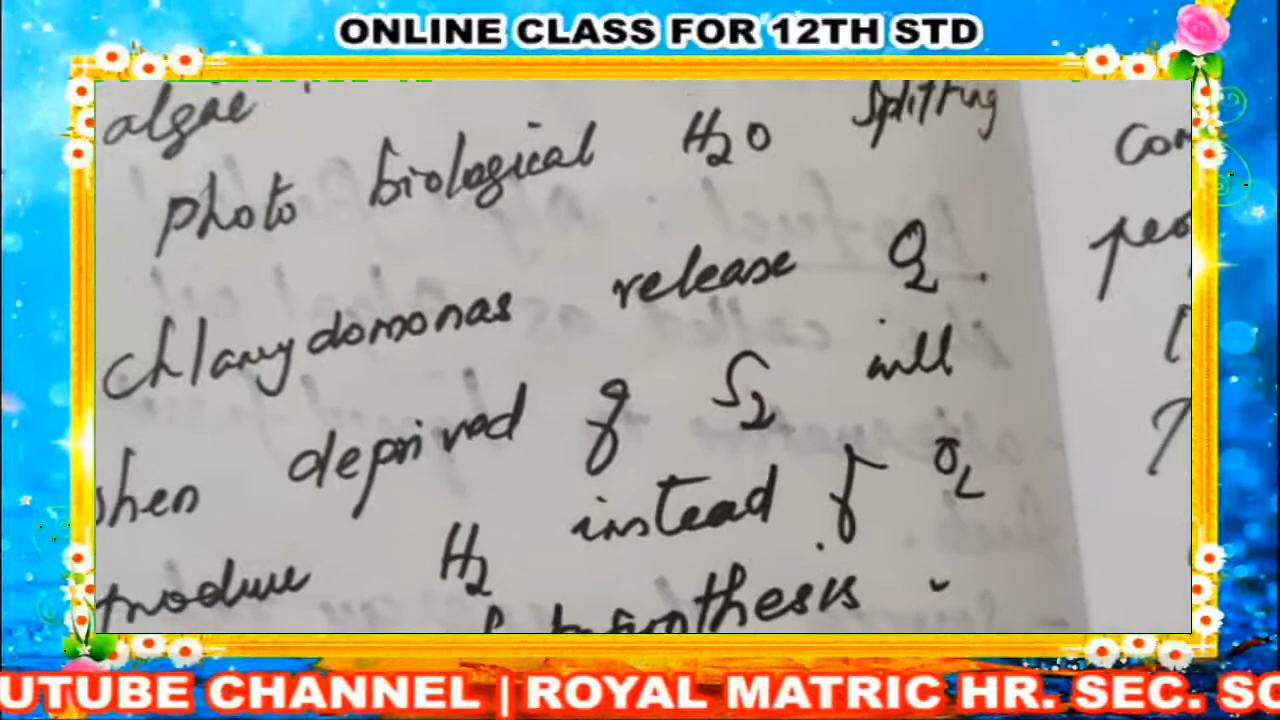 ONLINE CLASS FOR 12TH STD
algae
photo biological H2O splitting
chlamydomonas release O2.
when deprived of S2 will
produce H2 instead of O2
UTUBE CHANNEL | ROYAL MATRIC HR. SEC. SC